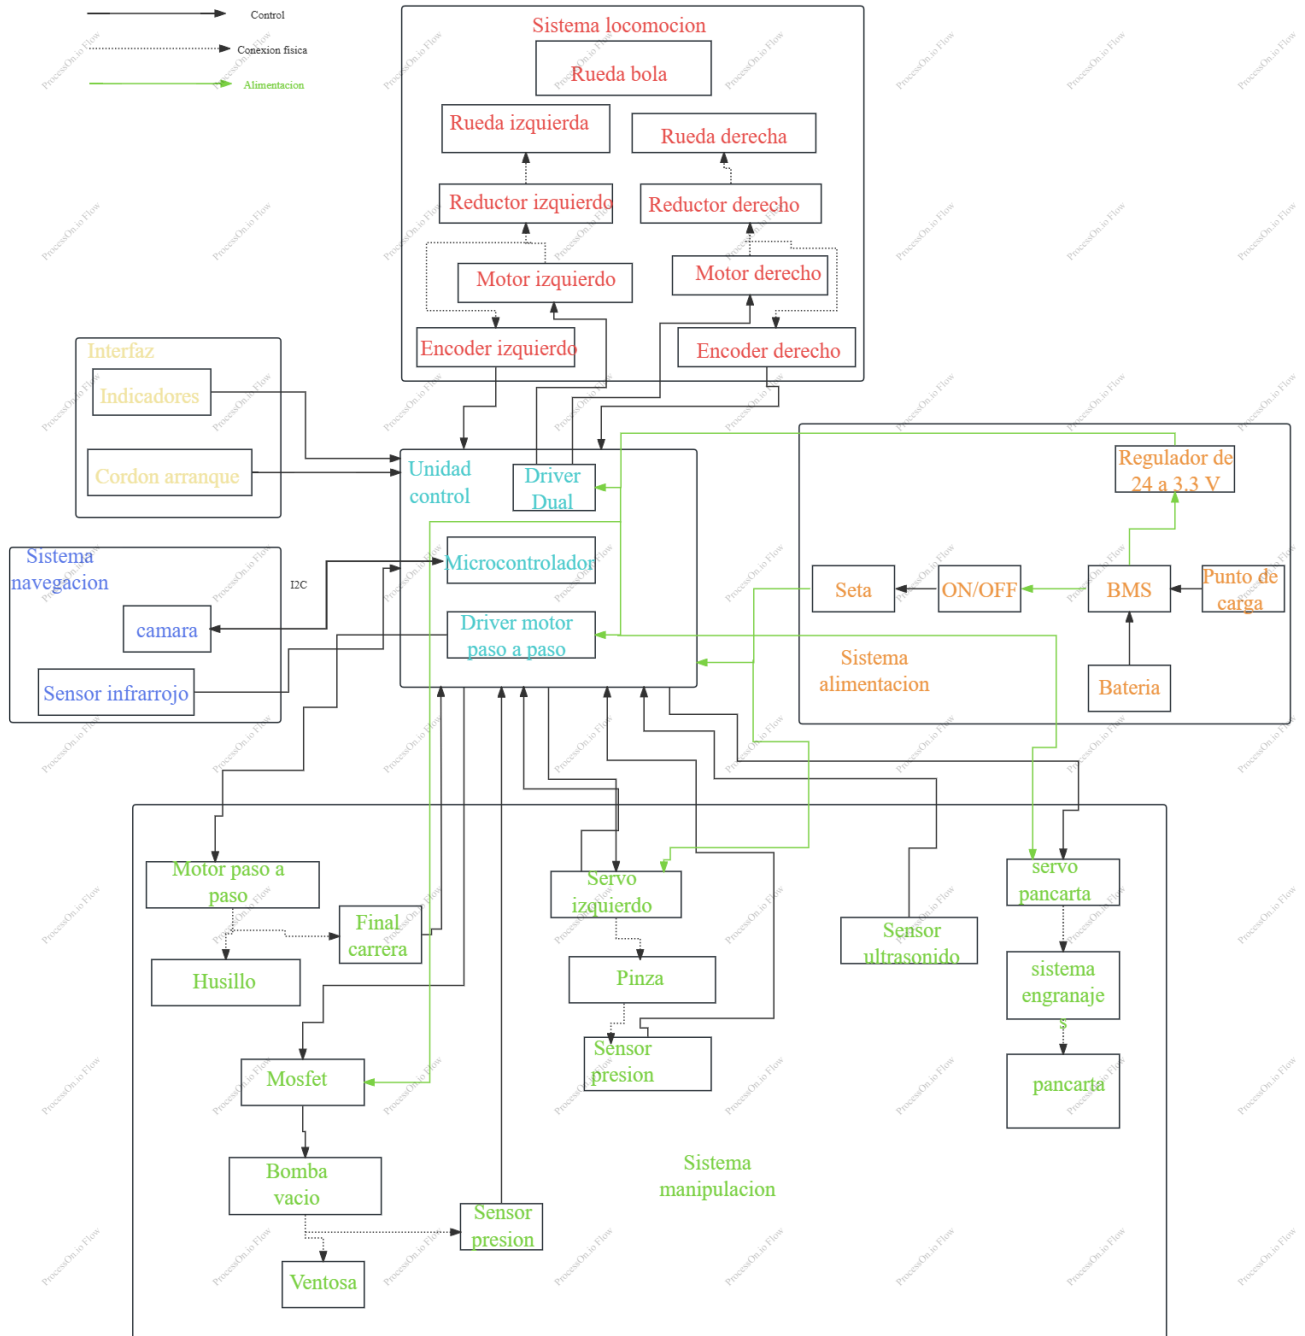 Control
Conexion fisica
Alimentacion
Sistema locomocion
Rueda bola
Rueda izquierda
Rueda derecha
Reductor izquierdo
Reductor derecho
Motor izquierdo
Motor derecho
Encoder izquierdo
Encoder derecho
Interfaz
Indicadores
Cordon arranque
Unidad
control
Driver
Dual
Microcontrolador
Driver motor
paso a paso
Sistema
navegacion
I2C
camara
Sensor infrarrojo
Regulador de
24 a 3.3 V
Seta
ON/OFF
BMS
Punto de
carga
Sistema
alimentacion
Bateria
Motor paso a
paso
Final
carrera
Husillo
Servo
izquierdo
Pinza
Sensor
presion
Sensor
ultrasonido
servo
pancarta
sistema
engranaje
s
pancarta
Mosfet
Bomba
vacio
Sensor
presion
Ventosa
Sistema
manipulacion
ProcessOn.io Flow